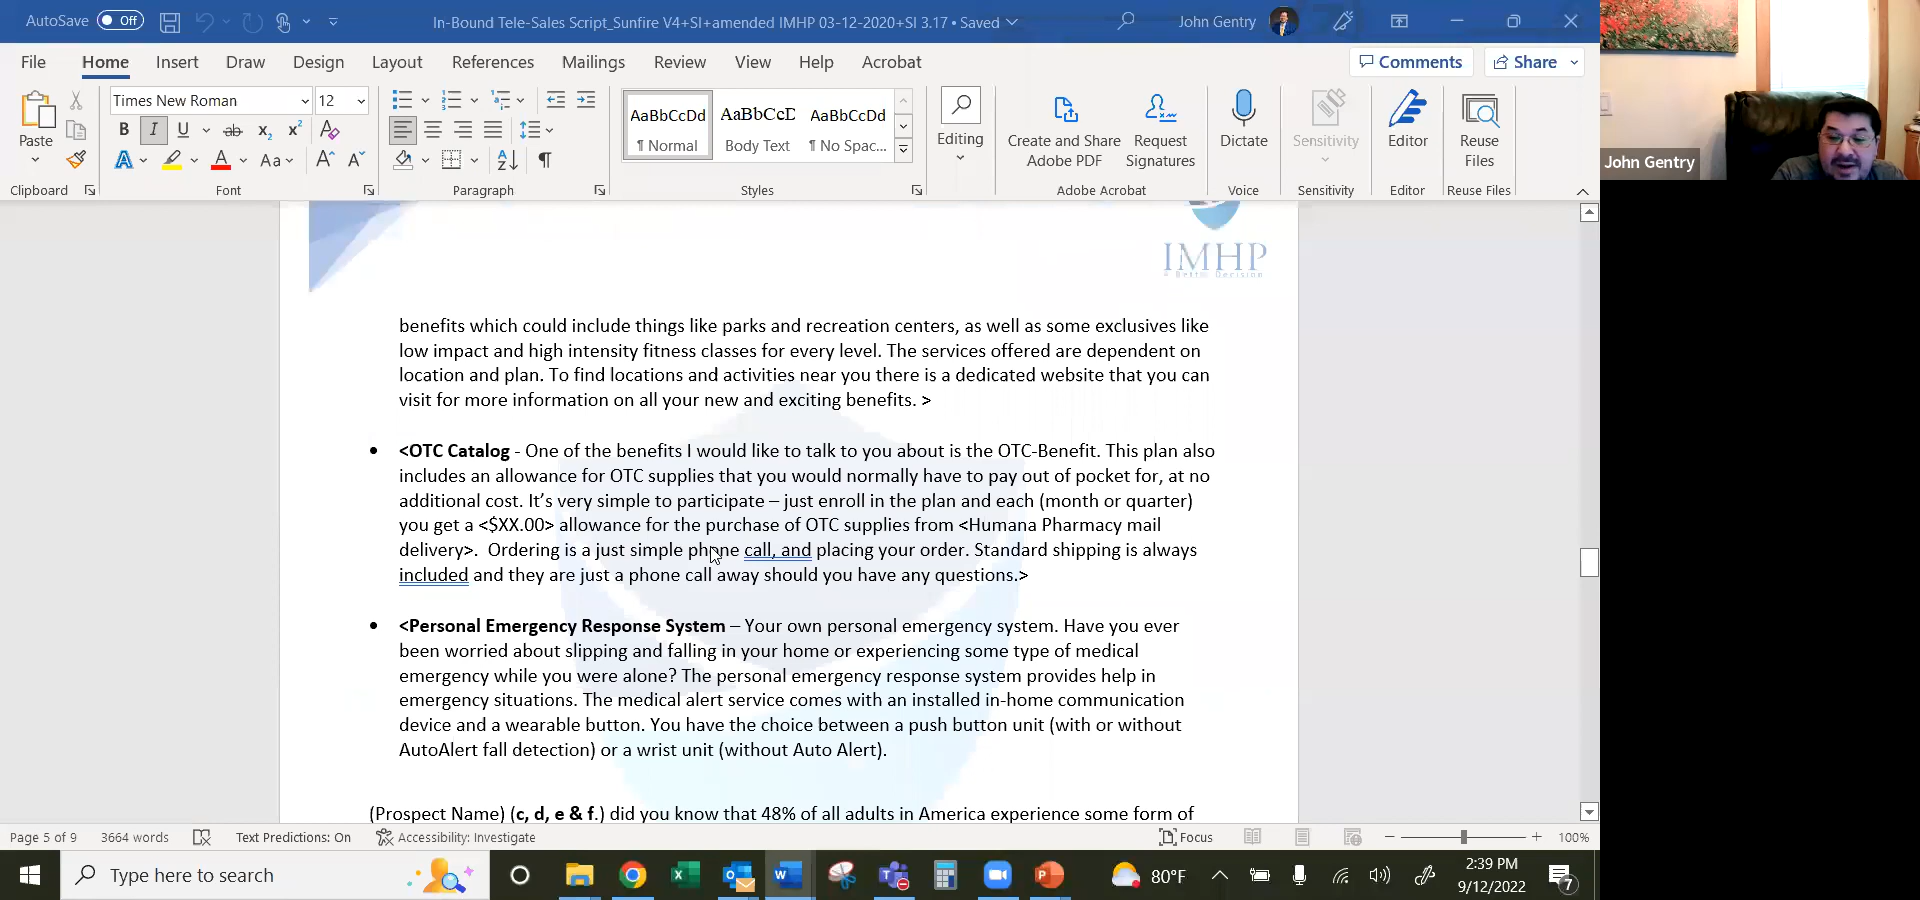 AutoSave Off In-Bound Tele-Sales Script_Sunfire V4+SI+amended IMHP 03-12-2020+SI 3.17 • Saved John Gentry
File Home Insert Draw Design Layout References Mailings Review View Help Acrobat Comments Share
Paste
Clipboard
Times New Roman 12
B I U ab x₂ x² A
A A Aa A A
Font
Paragraph
AaBbCcDd AaBbCcD AaBbCcDd
¶ Normal Body Text ¶ No Spac...
Styles
Editing
Create and Share
Adobe PDF
Request
Signatures
Adobe Acrobat
Dictate
Voice
Sensitivity
Sensitivity
Editor
Editor
Reuse
Files
Reuse Files
John Gentry
IMHP
A Better Decision
benefits which could include things like parks and recreation centers, as well as some exclusives like
low impact and high intensity fitness classes for every level. The services offered are dependent on
location and plan. To find locations and activities near you there is a dedicated website that you can
visit for more information on all your new and exciting benefits. >
• <OTC Catalog - One of the benefits I would like to talk to you about is the OTC-Benefit. This plan also
includes an allowance for OTC supplies that you would normally have to pay out of pocket for, at no
additional cost. It’s very simple to participate – just enroll in the plan and each (month or quarter)
you get a <$XX.00> allowance for the purchase of OTC supplies from <Humana Pharmacy mail
delivery>. Ordering is a just simple phone call, and placing your order. Standard shipping is always
included and they are just a phone call away should you have any questions.>
• <Personal Emergency Response System – Your own personal emergency system. Have you ever
been worried about slipping and falling in your home or experiencing some type of medical
emergency while you were alone? The personal emergency response system provides help in
emergency situations. The medical alert service comes with an installed in-home communication
device and a wearable button. You have the choice between a push button unit (with or without
AutoAlert fall detection) or a wrist unit (without Auto Alert).
(Prospect Name) (c, d, e & f.) did you know that 48% of all adults in America experience some form of
Page 5 of 9 3664 words Text Predictions: On Accessibility: Investigate Focus 100%
Type here to search 80°F 2:39 PM
9/12/2022
7